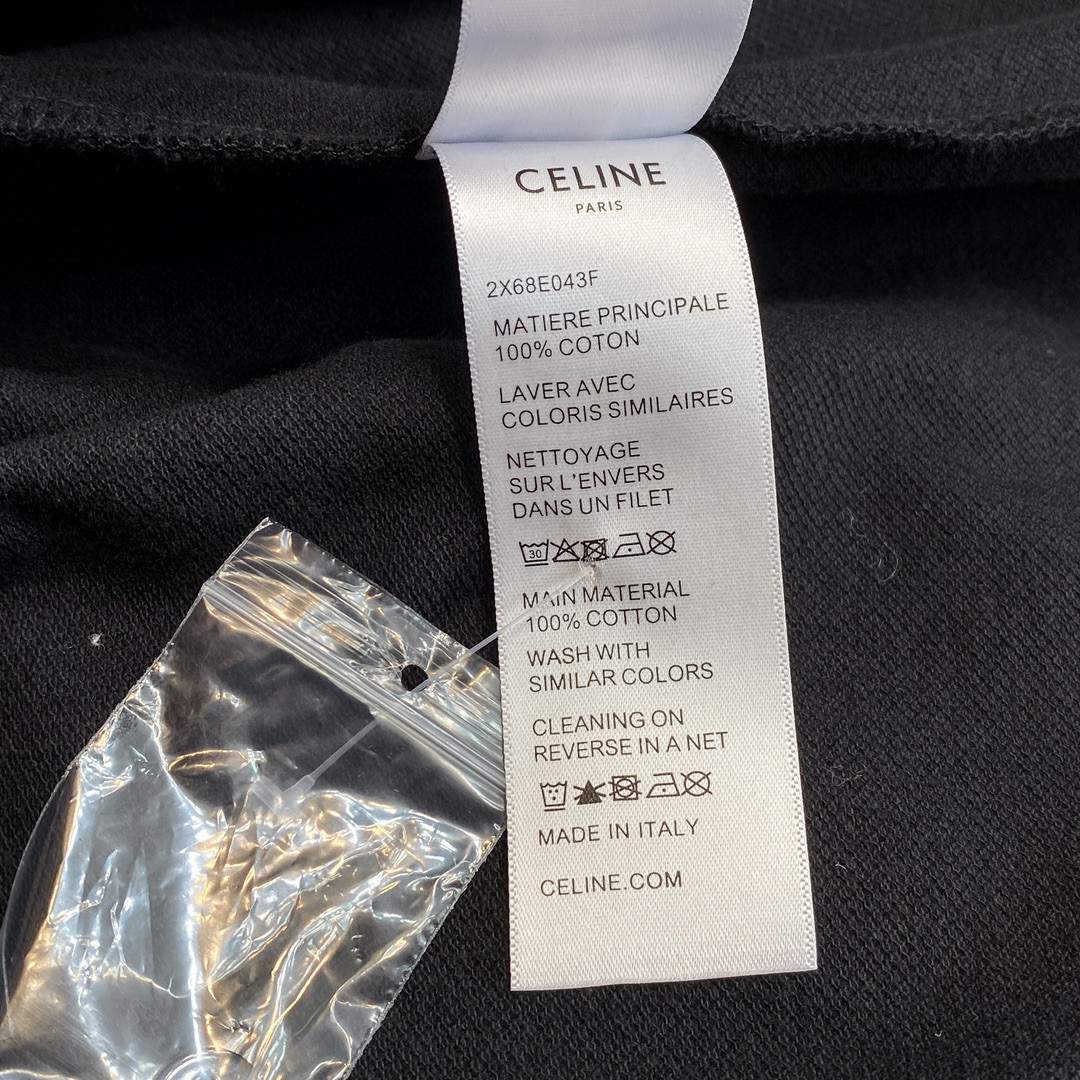 CELINE
PARIS
2X68E043F
MATIERE PRINCIPALE
100% COTON
LAVER AVEC
COLORIS SIMILAIRES
NETTOYAGE
SUR L'ENVERS
DANS UN FILET
30
MAIN MATERIAL
100% COTTON
WASH WITH
SIMILAR COLORS
CLEANING ON
REVERSE IN A NET
MADE IN ITALY
CELINE.COM